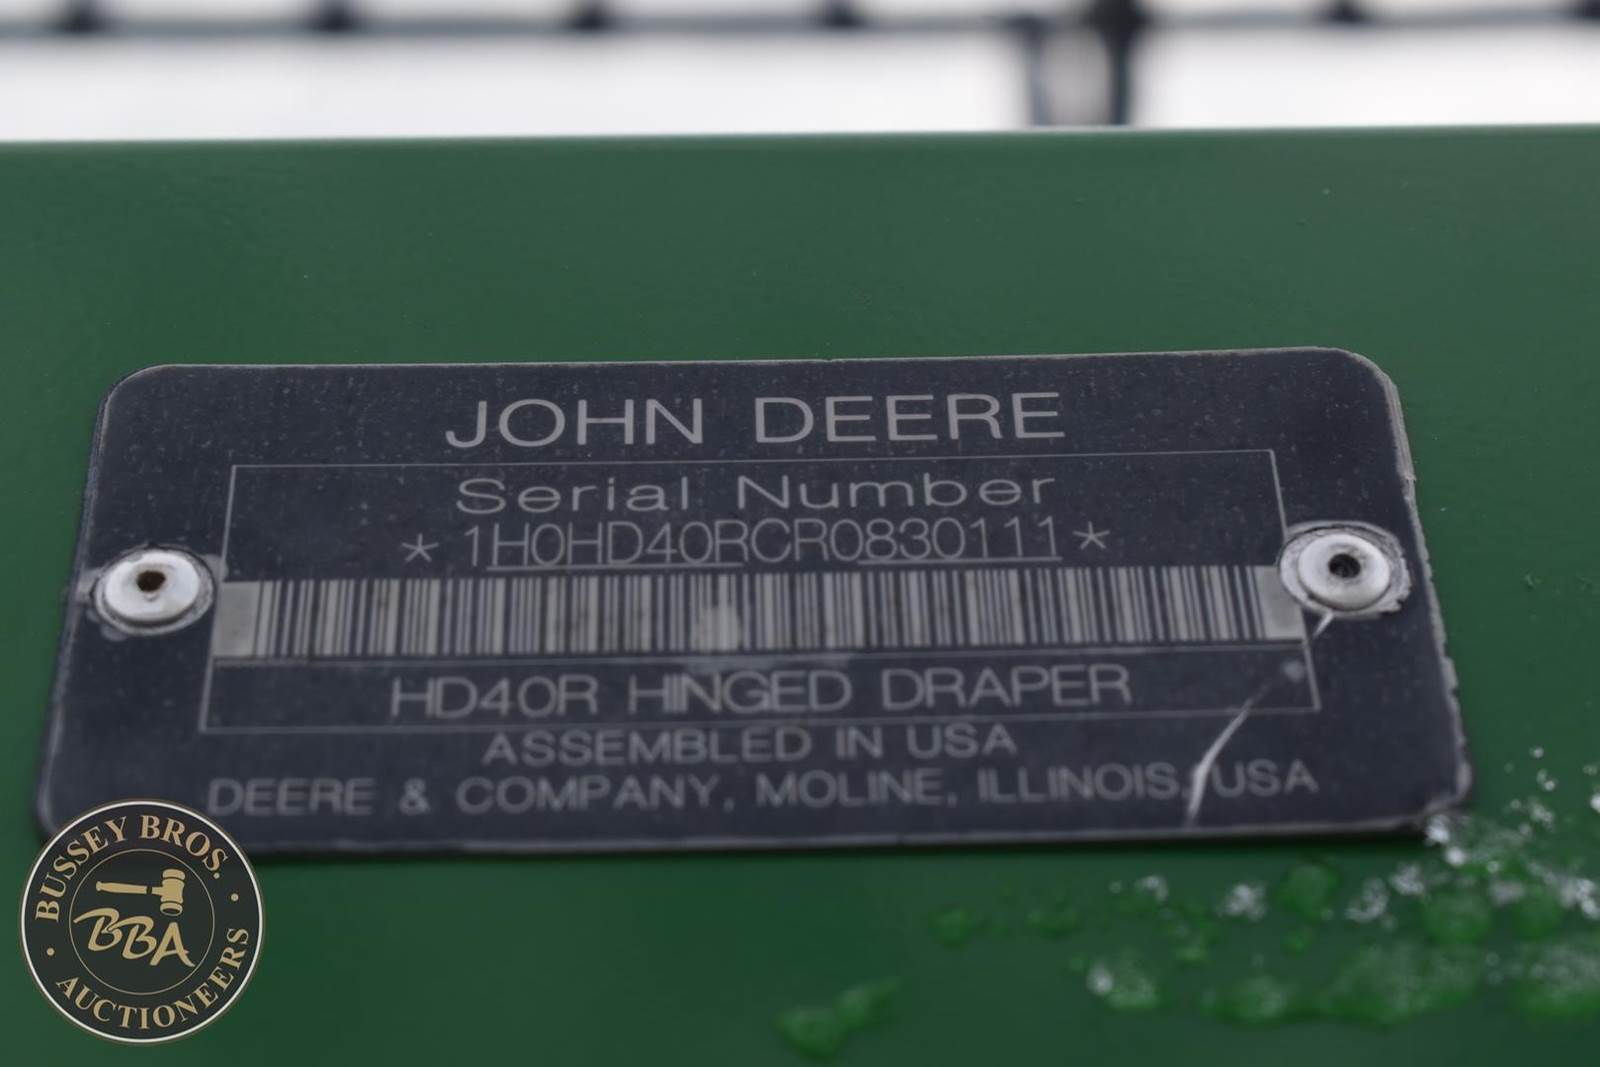 JOHN DEERE
Serial Number
*1H0HD40RCR0830111*
HD40R HINGED DRAPER
ASSEMBLED IN USA
DEERE & COMPANY, MOLINE, ILLINOIS, USA
BUSSEY BROS.
BBA
AUCTIONEERS